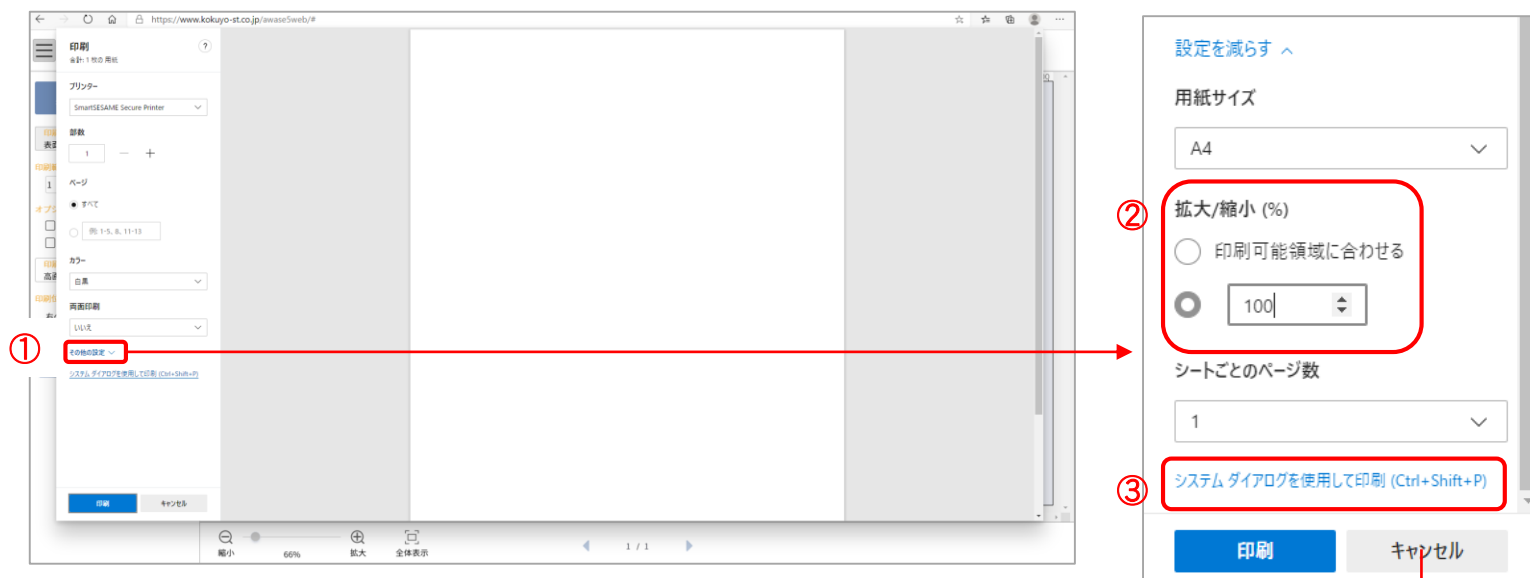 https://www.kokuyo-st.co.jp/awase5web/#
印刷
?
合計: 1 枚の 用紙
プリンター
SmartSESAME Secure Printer
部数
1
ページ
すべて
例: 1-5, 8, 11-13
カラー
白黒
両面印刷
いいえ
①
その他の設定
システム ダイアログを使用して印刷 (Ctrl+Shift+P)
印刷
キャンセル
縮小
66%
拡大
全体表示
1 / 1
設定を減らす
用紙サイズ
A4
②
拡大/縮小 (%)
印刷可能領域に合わせる
100
シートごとのページ数
1
③
システム ダイアログを使用して印刷 (Ctrl+Shift+P)
印刷
キャンセル